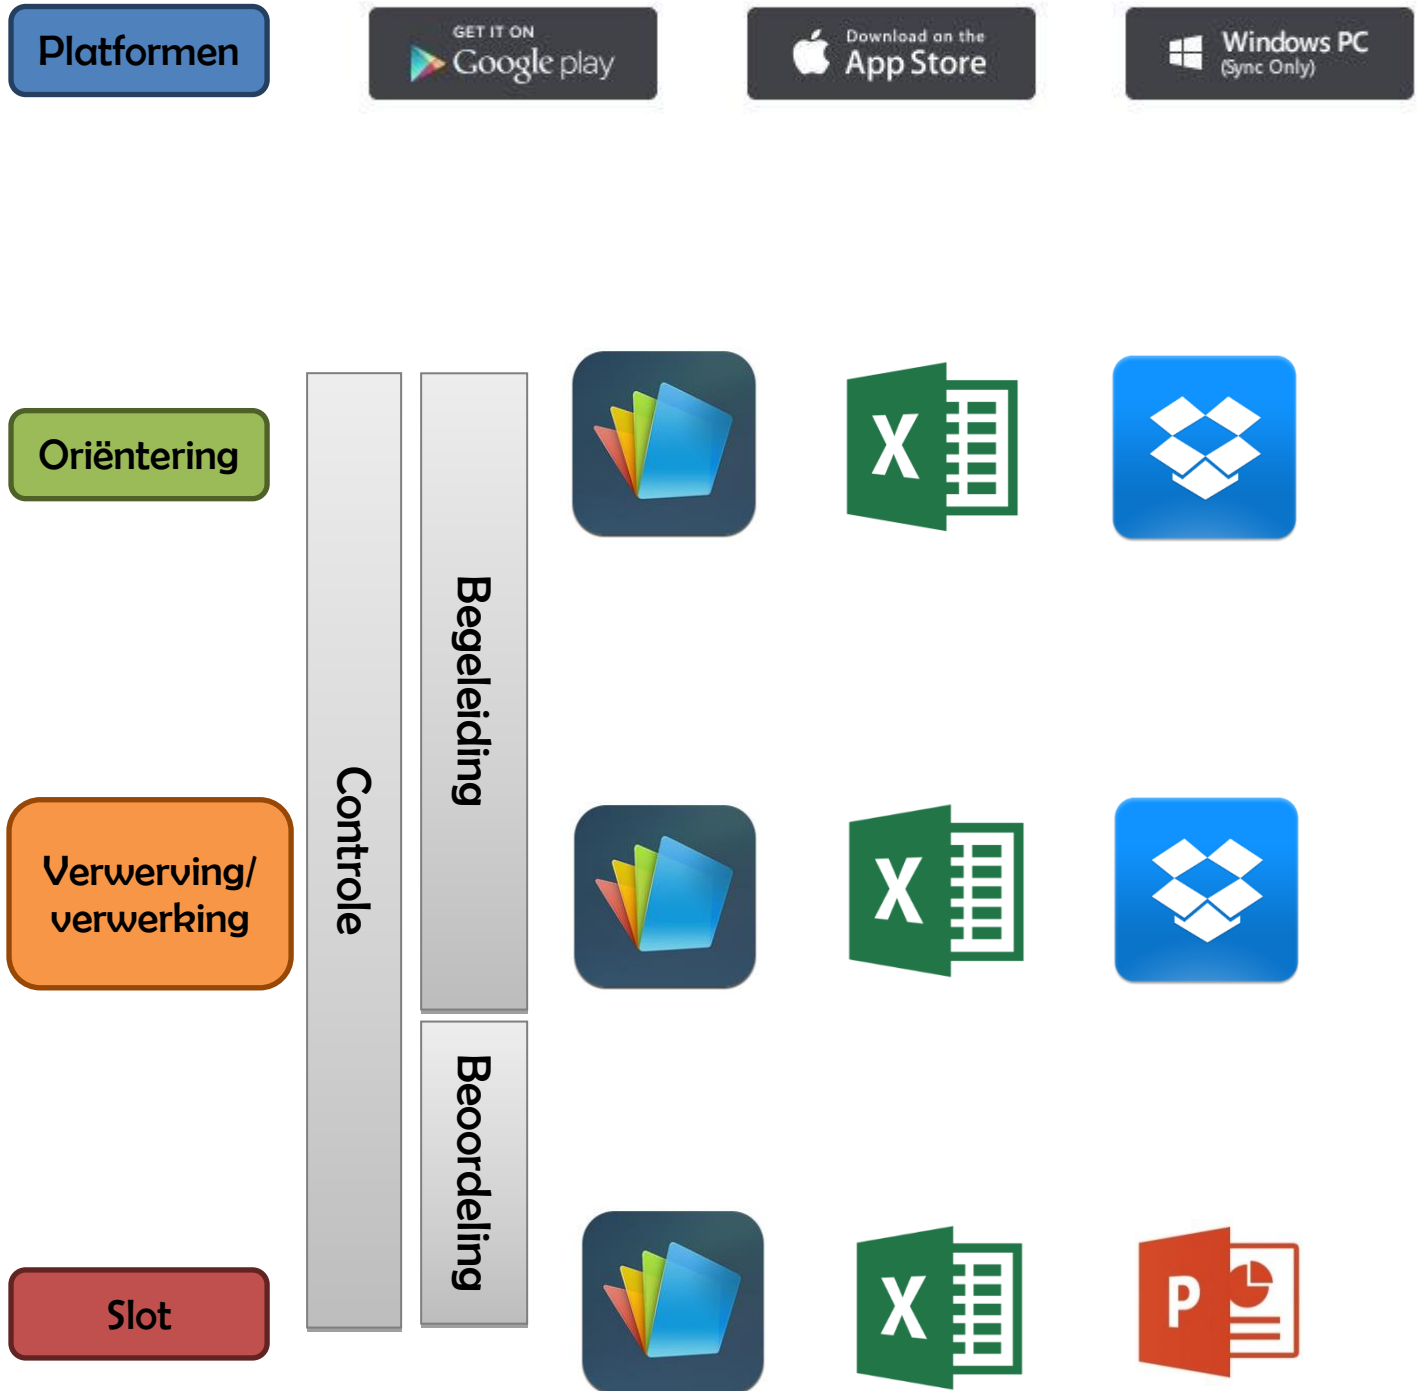 Platformen
GET IT ON
Google play
Download on the
App Store
Windows PC
(Sync Only)
Oriëntering
Begeleiding
Controle
Verwerving/
verwerking
Beoordeling
Slot
X
X
X
P